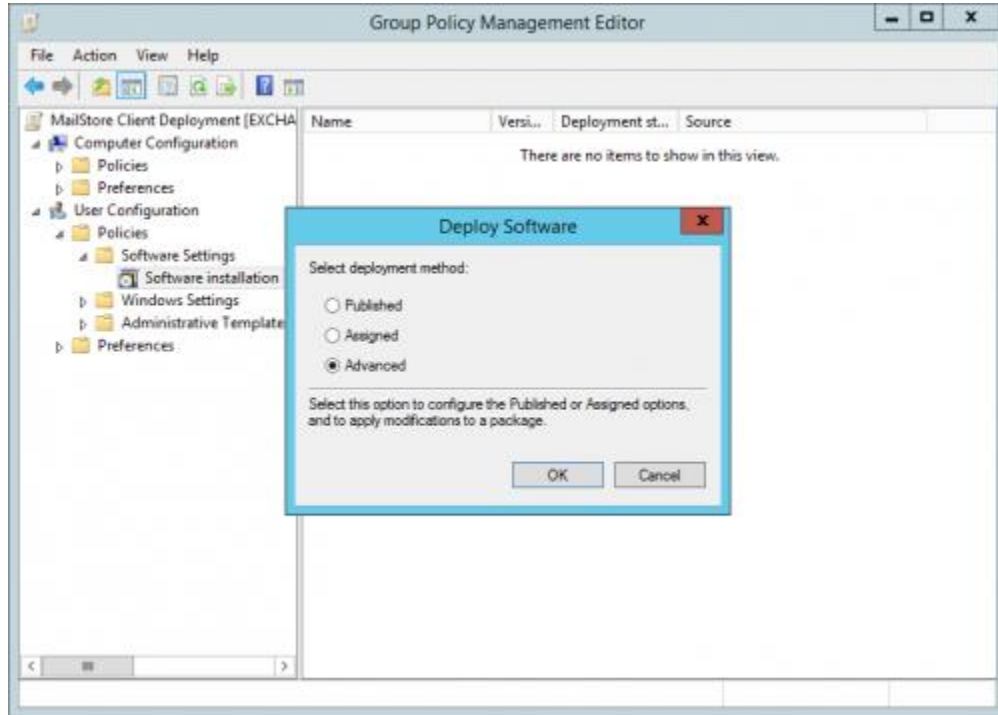 Group Policy Management Editor
File Action View Help
MailStore Client Deployment [EXCHA
Computer Configuration
Policies
Preferences
User Configuration
Policies
Software Settings
Software installation
Windows Settings
Administrative Template
Preferences
Name Versi... Deployment st... Source
There are no items to show in this view.
Deploy Software
Select deployment method:
Published
Assigned
Advanced
Select this option to configure the Published or Assigned options,
and to apply modifications to a package.
OK Cancel